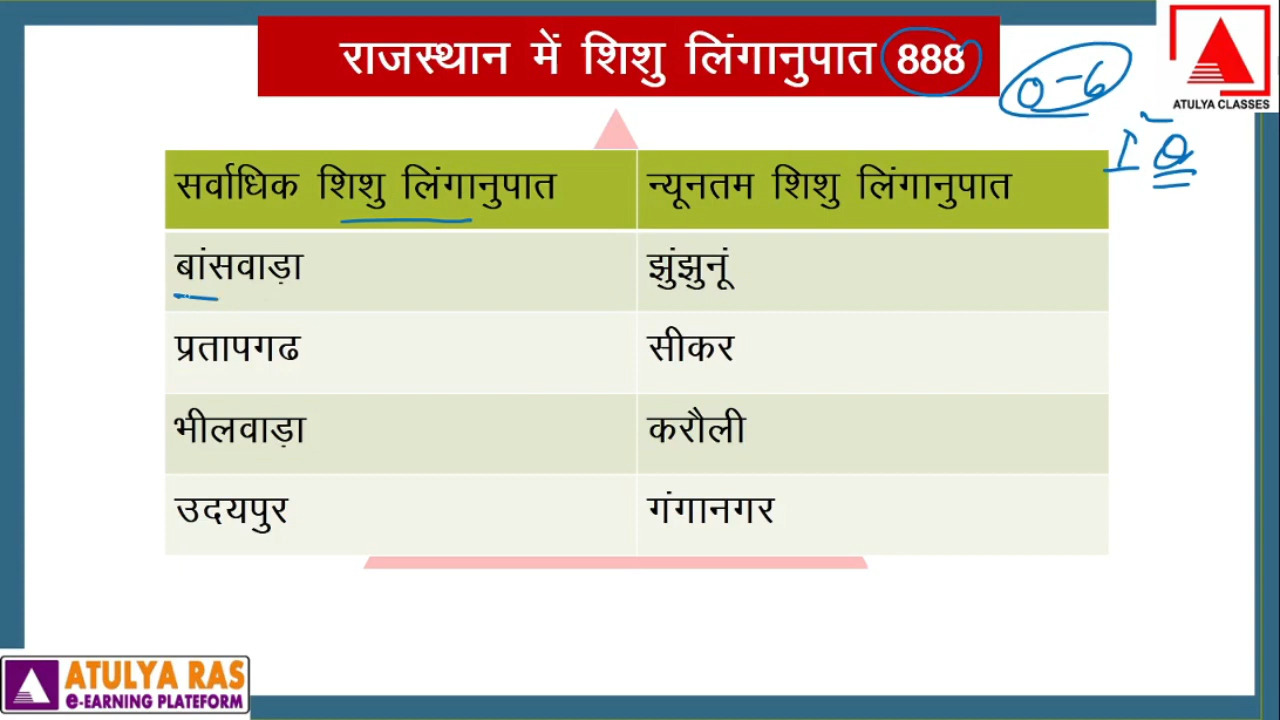 राजस्थान में शिशु लिंगानुपात 888
0-6
ATULYA CLASSES
सर्वाधिक शिशु लिंगानुपात न्यूनतम शिशु लिंगानुपात
बांसवाड़ा झुंझुनूं
प्रतापगढ सीकर
भीलवाड़ा करौली
उदयपुर गंगानगर
ATULYA RAS
e-EARNING PLATEFORM